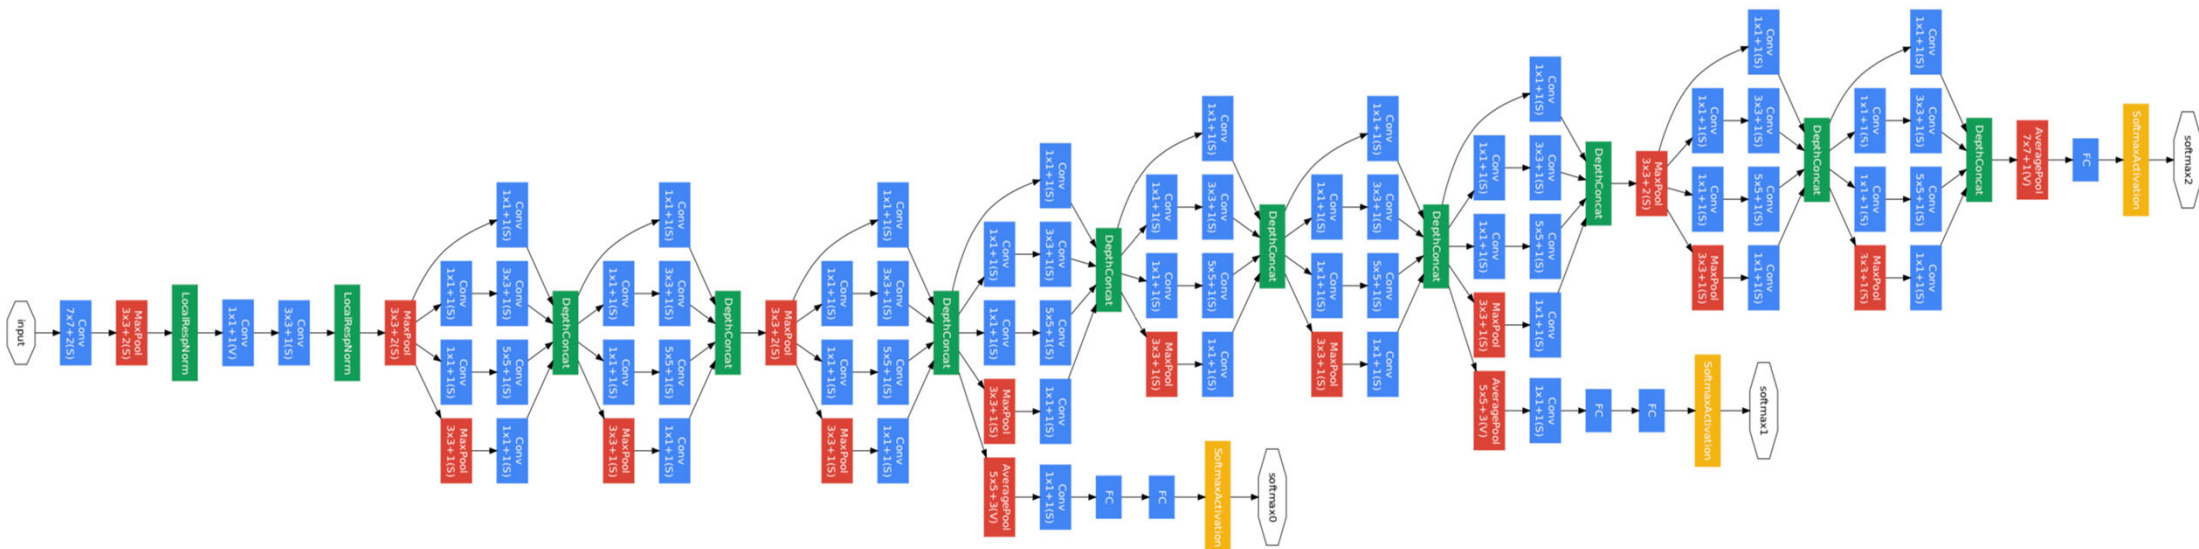 input
Conv
7x7+2(S)
MaxPool
3x3+2(S)
LocalRespNorm
Conv
1x1+1(V)
Conv
3x3+1(S)
LocalRespNorm
MaxPool
3x3+2(S)
Conv
1x1+1(S)
Conv
1x1+1(S)
MaxPool
3x3+1(S)
Conv
1x1+1(S)
Conv
3x3+1(S)
Conv
5x5+1(S)
Conv
1x1+1(S)
DepthConcat
Conv
1x1+1(S)
Conv
1x1+1(S)
MaxPool
3x3+1(S)
Conv
1x1+1(S)
Conv
3x3+1(S)
Conv
5x5+1(S)
Conv
1x1+1(S)
DepthConcat
MaxPool
3x3+2(S)
Conv
1x1+1(S)
Conv
1x1+1(S)
MaxPool
3x3+1(S)
Conv
1x1+1(S)
Conv
3x3+1(S)
Conv
5x5+1(S)
Conv
1x1+1(S)
DepthConcat
Conv
1x1+1(S)
Conv
1x1+1(S)
MaxPool
3x3+1(S)
AveragePool
5x5+3(V)
Conv
1x1+1(S)
Conv
3x3+1(S)
Conv
5x5+1(S)
Conv
1x1+1(S)
Conv
1x1+1(S)
DepthConcat
FC
FC
SoftmaxActivation
softmax0
Conv
1x1+1(S)
Conv
1x1+1(S)
MaxPool
3x3+1(S)
Conv
1x1+1(S)
Conv
3x3+1(S)
Conv
5x5+1(S)
Conv
1x1+1(S)
DepthConcat
Conv
1x1+1(S)
Conv
1x1+1(S)
MaxPool
3x3+1(S)
Conv
1x1+1(S)
Conv
3x3+1(S)
Conv
5x5+1(S)
Conv
1x1+1(S)
DepthConcat
Conv
1x1+1(S)
Conv
1x1+1(S)
MaxPool
3x3+1(S)
AveragePool
5x5+3(V)
Conv
1x1+1(S)
Conv
3x3+1(S)
Conv
5x5+1(S)
Conv
1x1+1(S)
Conv
1x1+1(S)
DepthConcat
FC
FC
SoftmaxActivation
softmax1
MaxPool
3x3+2(S)
Conv
1x1+1(S)
Conv
1x1+1(S)
MaxPool
3x3+1(S)
Conv
1x1+1(S)
Conv
3x3+1(S)
Conv
5x5+1(S)
Conv
1x1+1(S)
DepthConcat
Conv
1x1+1(S)
Conv
1x1+1(S)
MaxPool
3x3+1(S)
Conv
1x1+1(S)
Conv
3x3+1(S)
Conv
5x5+1(S)
Conv
1x1+1(S)
DepthConcat
AveragePool
7x7+1(V)
FC
SoftmaxActivation
softmax2